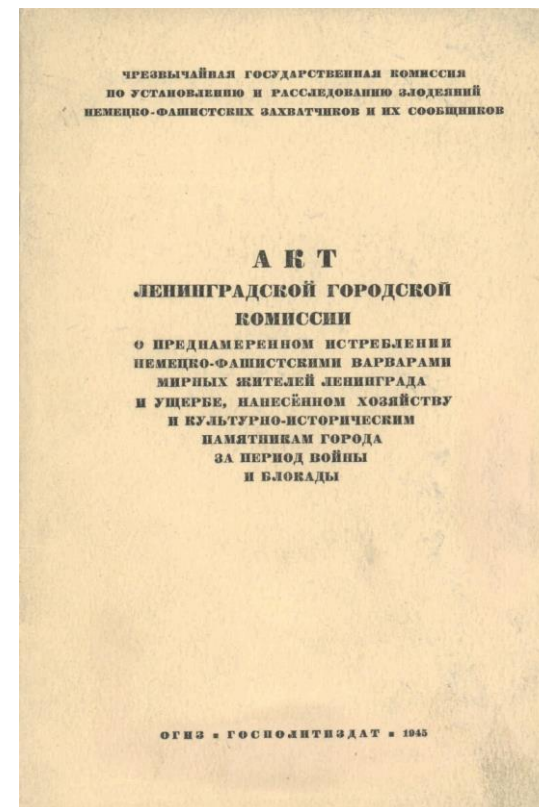 ЧРЕЗВЫЧАЙНАЯ ГОСУДАРСТВЕННАЯ КОМИССИЯ
ПО УСТАНОВЛЕНИЮ И РАССЛЕДОВАНИЮ ЗЛОДЕЯНИЙ
НЕМЕЦКО-ФАШИСТСКИХ ЗАХВАТЧИКОВ И ИХ СООБЩНИКОВ
АКТ
ЛЕНИНГРАДСКОЙ ГОРОДСКОЙ
КОМИССИИ
О ПРЕДНАМЕРЕННОМ ИСТРЕБЛЕНИИ
НЕМЕЦКО-ФАШИСТСКИМИ ВАРВАРАМИ
МИРНЫХ ЖИТЕЛЕЙ ЛЕНИНГРАДА
И УЩЕРБЕ, НАНЕСЁННОМ ХОЗЯЙСТВУ
И КУЛЬТУРНО-ИСТОРИЧЕСКИМ
ПАМЯТНИКАМ ГОРОДА
ЗА ПЕРИОД ВОЙНЫ
И БЛОКАДЫ
ОГИЗ ▪ ГОСПОЛИТИЗДАТ ▪ 1945